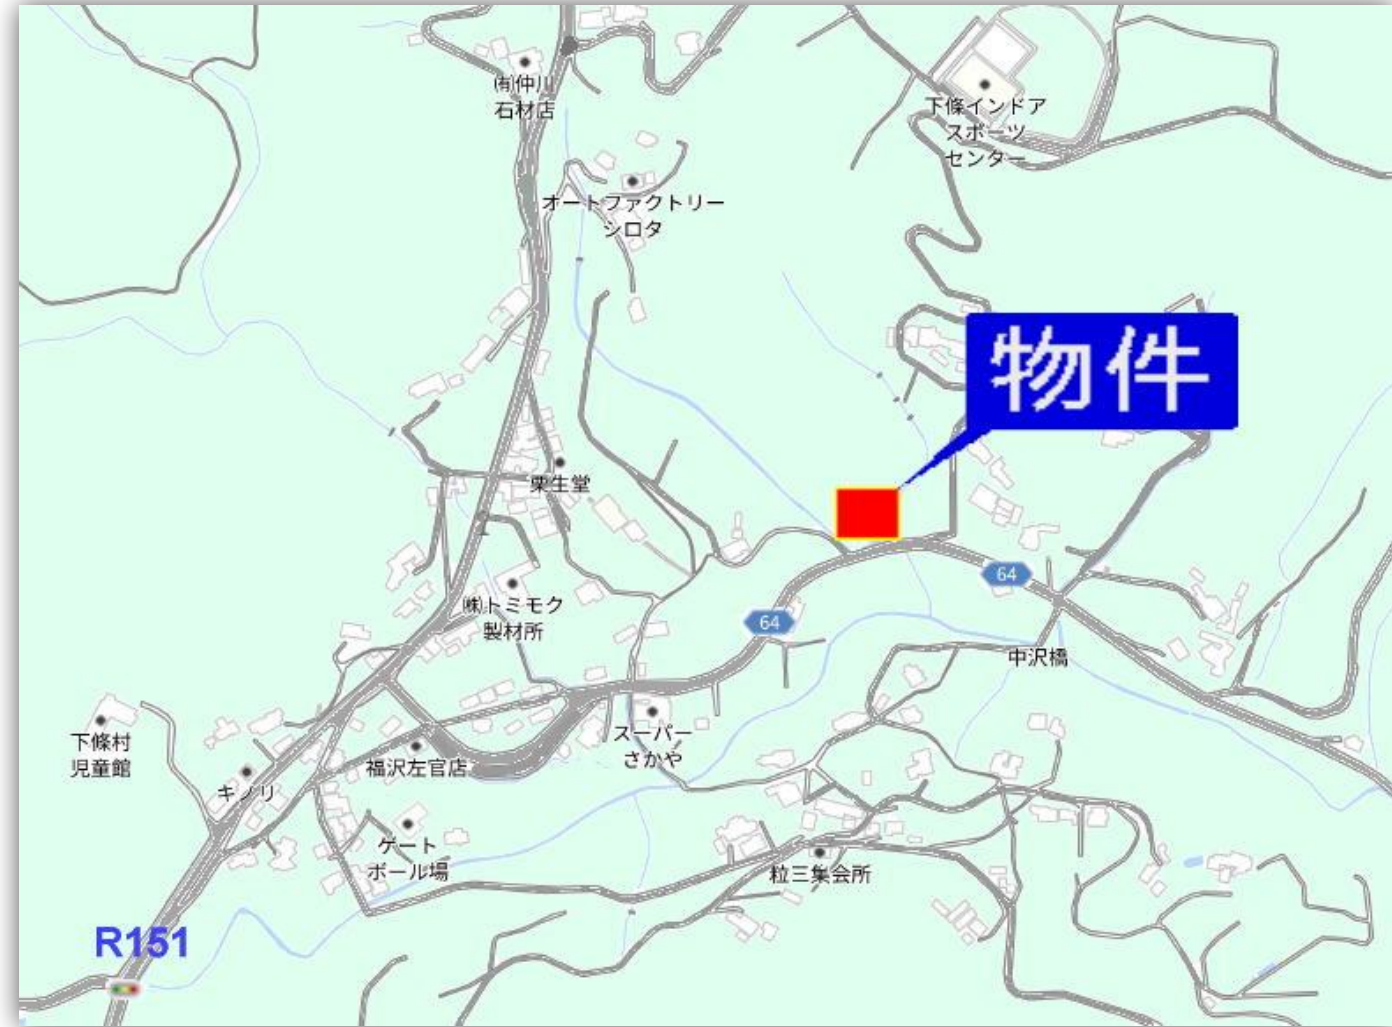 ㈲仲川
石材店
下條インドア
スポーツ
センター
オートファクトリー
シロタ
物件
栗生堂
64
㈱トミモク
製材所
64
中沢橋
下條村
児童館
スーパー
さかや
福沢左官店
キノリ
ゲート
ボール場
粒三集会所
R151